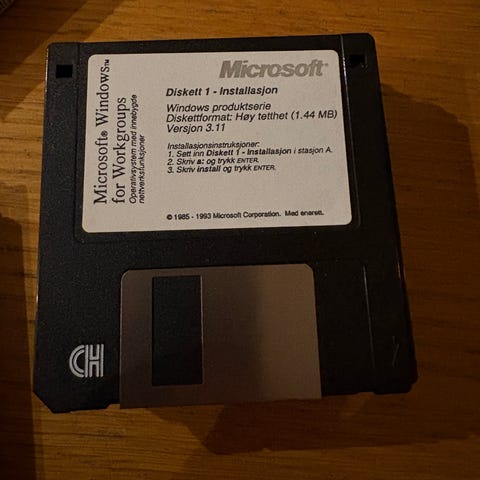 Microsoft® Windows™
for Workgroups
Operativsystem med innebygde
nettverksfunksjoner
Microsoft®
Diskett 1 - Installasjon
Windows produktserie
Diskettformat: Høy tetthet (1.44 MB)
Versjon 3.11
Installasjonsinstruksjoner:
1. Sett inn Diskett 1 - Installasjon i stasjon A.
2. Skriv a: og trykk ENTER.
3. Skriv install og trykk ENTER.
© 1985 - 1993 Microsoft Corporation. Med enerett.